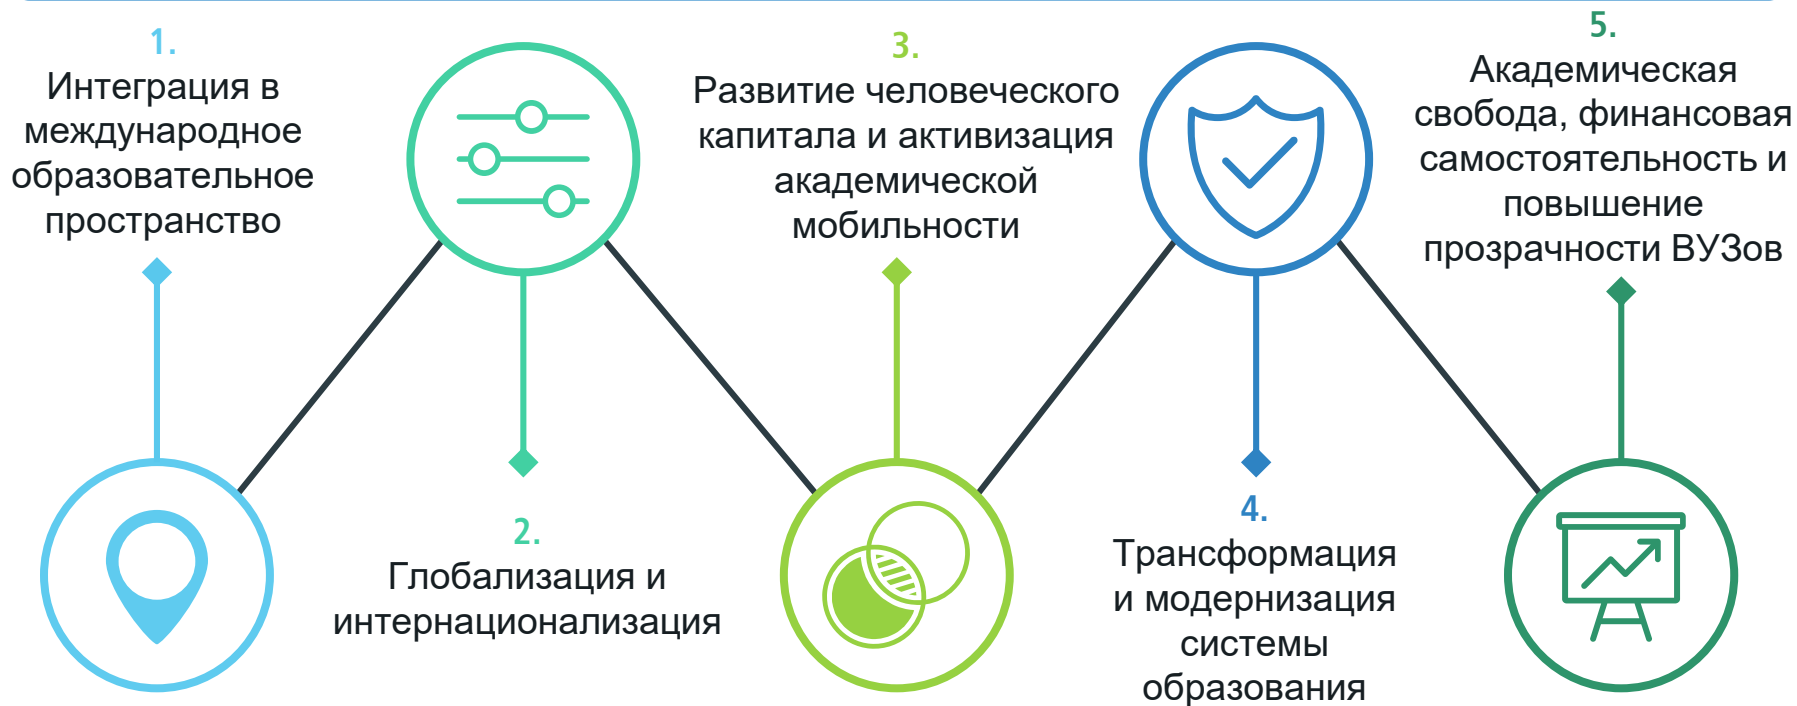 1.
Интеграция в
международное
образовательное
пространство
2.
Глобализация и
интернационализация
3.
Развитие человеческого
капитала и активизация
академической
мобильности
4.
Трансформация
и модернизация
системы
образования
5.
Академическая
свобода, финансовая
самостоятельность и
повышение
прозрачности ВУЗов